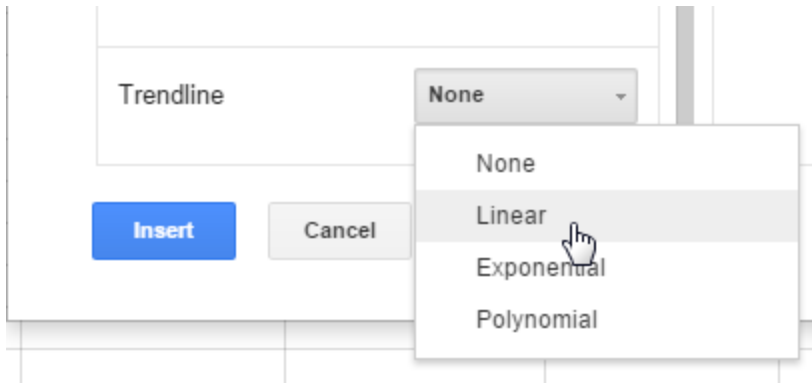 Trendline None
None
Linear
Insert Cancel
Exponential
Polynomial